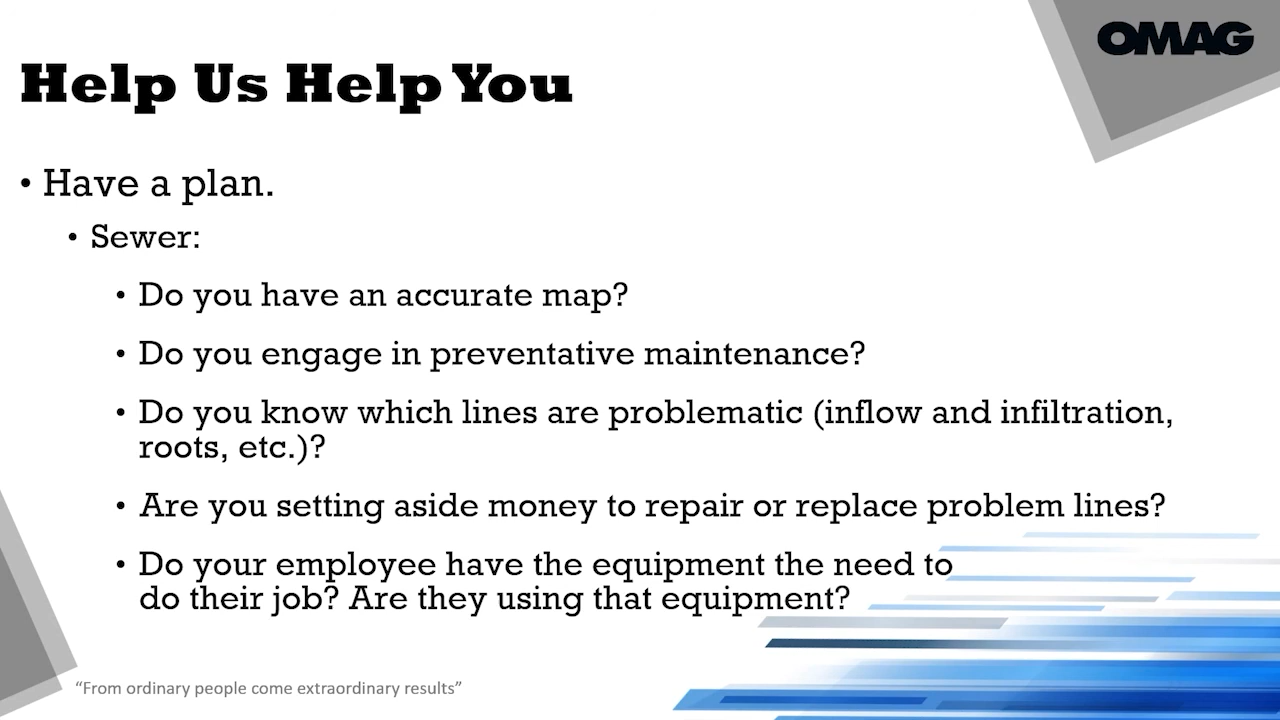 OMAG
Help Us Help You
• Have a plan.
• Sewer:
• Do you have an accurate map?
• Do you engage in preventative maintenance?
• Do you know which lines are problematic (inflow and infiltration,
roots, etc.)?
• Are you setting aside money to repair or replace problem lines?
• Do your employee have the equipment the need to
do their job? Are they using that equipment?
“From ordinary people come extraordinary results”